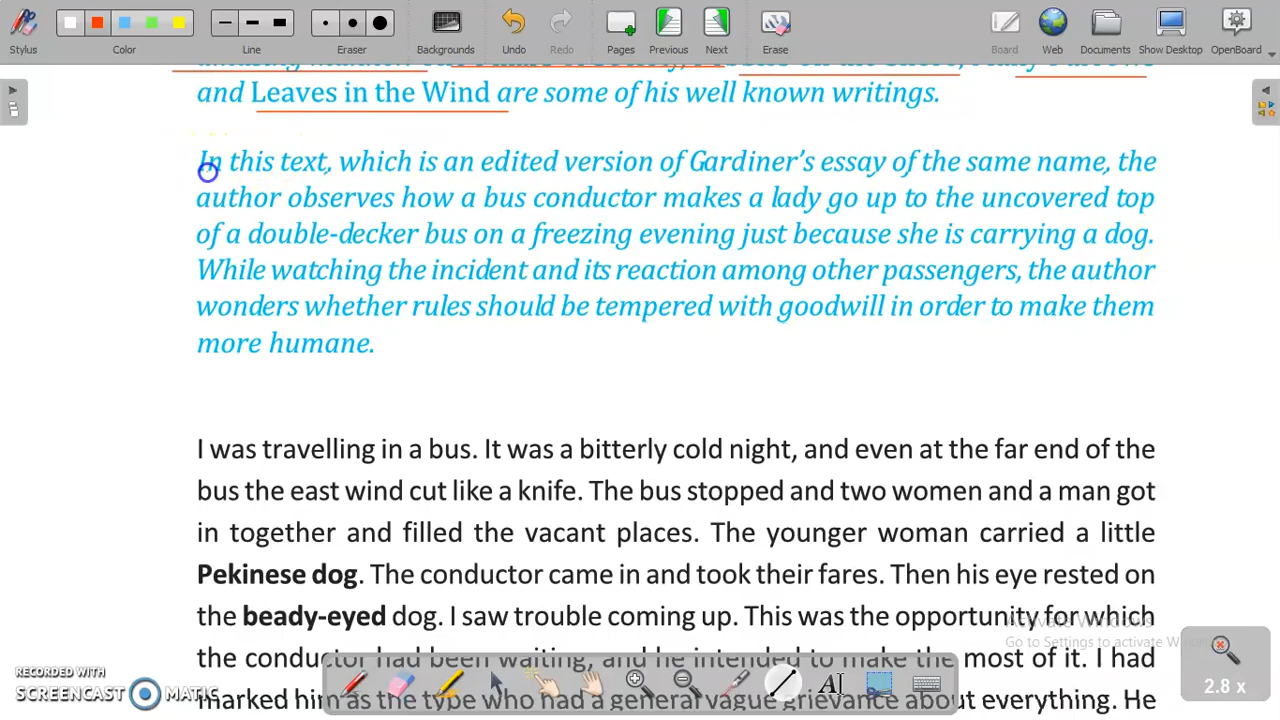 Stylus
Color
Line
Eraser
Backgrounds
Undo
Redo
Pages
Previous
Next
Erase
Board
Web
Documents
Show Desktop
OpenBoard
and Leaves in the Wind are some of his well known writings.
In this text, which is an edited version of Gardiner's essay of the same name, the
author observes how a bus conductor makes a lady go up to the uncovered top
of a double-decker bus on a freezing evening just because she is carrying a dog.
While watching the incident and its reaction among other passengers, the author
wonders whether rules should be tempered with goodwill in order to make them
more humane.
I was travelling in a bus. It was a bitterly cold night, and even at the far end of the
bus the east wind cut like a knife. The bus stopped and two women and a man got
in together and filled the vacant places. The younger woman carried a little
Pekinese dog. The conductor came in and took their fares. Then his eye rested on
the beady-eyed dog. I saw trouble coming up. This was the opportunity for which
the conductor had been waiting, and he intended to make the most of it. I had
marked him as the type who had a general vague grievance about everything. He
Activate Windows
Go to Settings to activate
2.8 x
RECORDED WITH
SCREENCAST MATIC